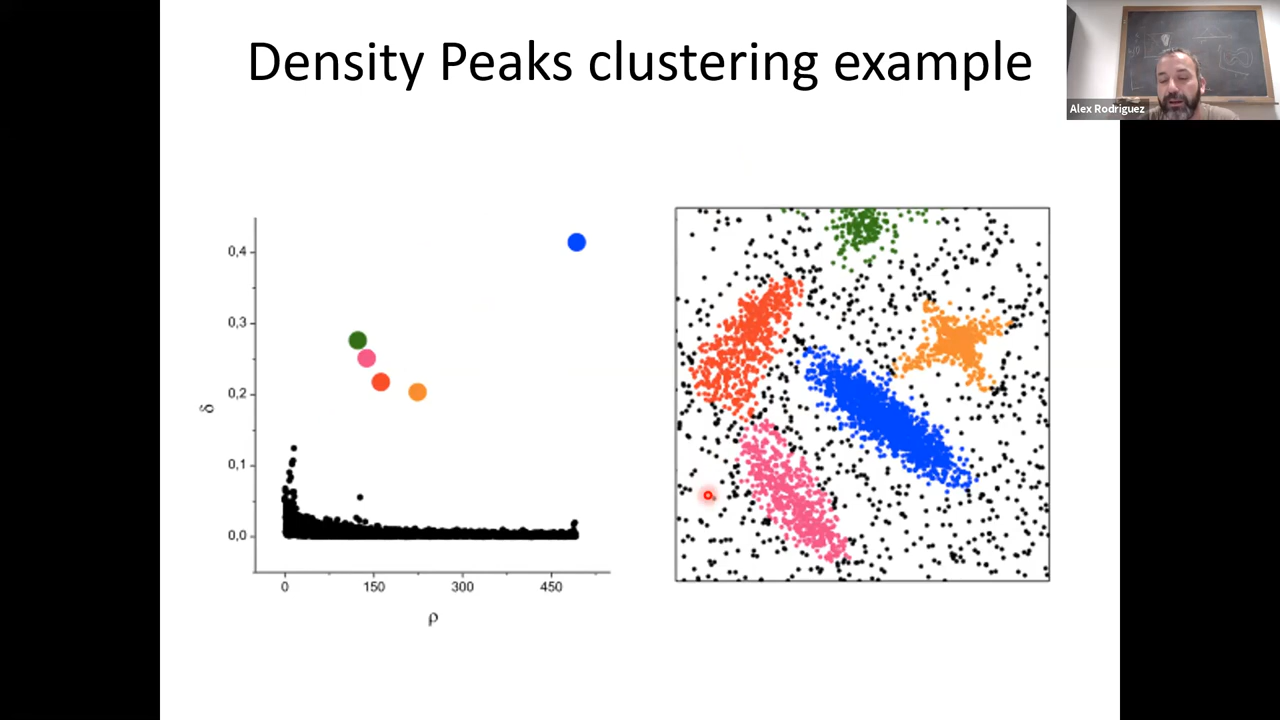 Density Peaks clustering example
Alex Rodriguez
0,4
0,3
0,2
0,1
0,0
δ
0 150 300 450
ρ